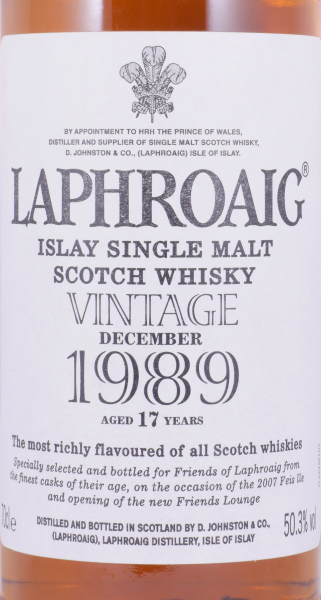 BY APPOINTMENT TO HRH THE PRINCE OF WALES,
DISTILLER AND SUPPLIER OF SINGLE MALT SCOTCH WHISKY,
D. JOHNSTON & CO., (LAPHROAIG) ISLE OF ISLAY.
LAPHROAIG®
ISLAY SINGLE MALT
SCOTCH WHISKY
VINTAGE
DECEMBER
1989
AGED 17 YEARS
The most richly flavoured of all Scotch whiskies
Specially selected and bottled for Friends of Laphroaig from
the finest casks of their age, on the occasion of the 2007 Feis Ile
and opening of the new Friends Lounge
70cl e
DISTILLED AND BOTTLED IN SCOTLAND BY D. JOHNSTON & CO.,
(LAPHROAIG), LAPHROAIG DISTILLERY, ISLE OF ISLAY
50.3% vol